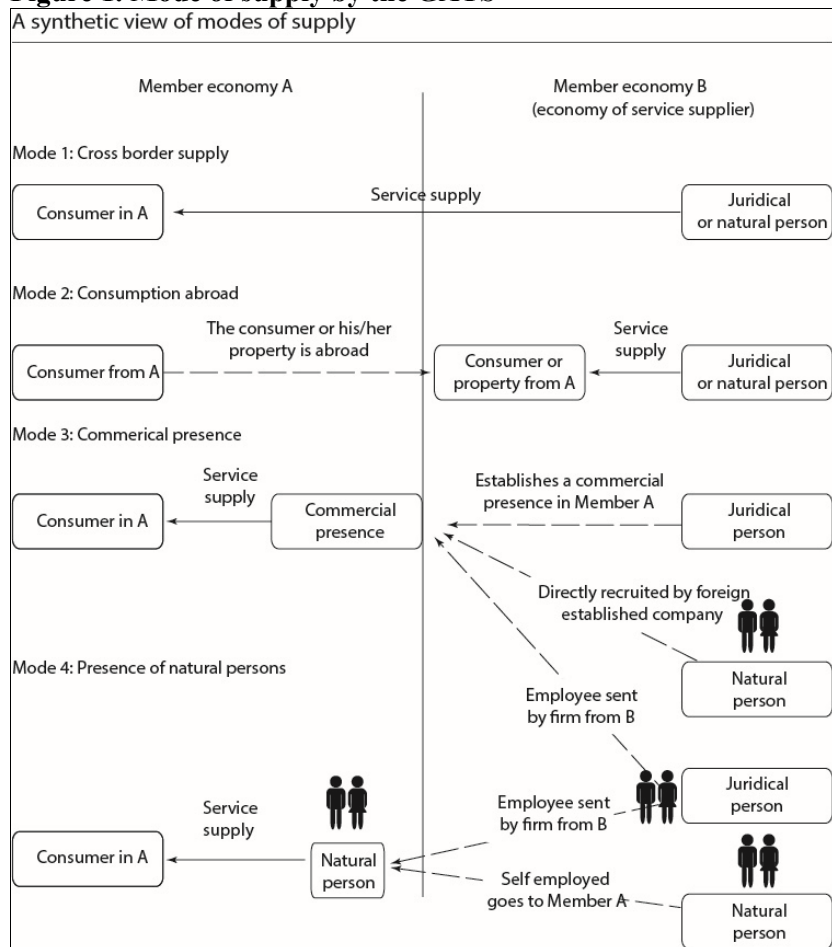 Figure 1. Mode of supply by the GATS
A synthetic view of modes of supply
Member economy A
Member economy B
(economy of service supplier)
Mode 1: Cross border supply
Consumer in A
Service supply
Juridical
or natural person
Mode 2: Consumption abroad
Consumer from A
The consumer or his/her
property is abroad
Consumer or
property from A
Service
supply
Juridical
or natural person
Mode 3: Commerical presence
Consumer in A
Service
supply
Commercial
presence
Establishes a commercial
presence in Member A
Juridical
person
Directly recruited by foreign
established company
Natural
person
Mode 4: Presence of natural persons
Employee sent
by firm from B
Juridical
person
Consumer in A
Service
supply
Natural
person
Employee sent
by firm from B
Self employed
goes to Member A
Natural
person